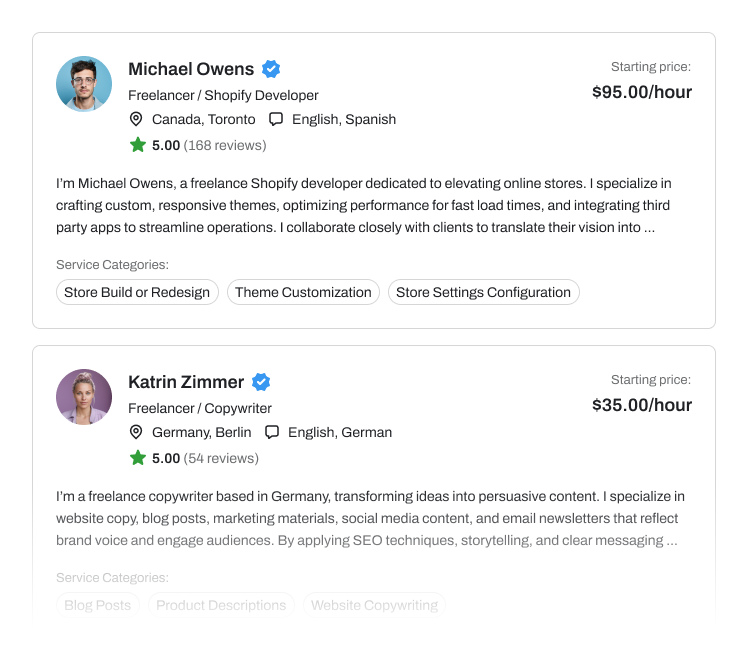 Michael Owens
Starting price:
$95.00/hour
Freelancer / Shopify Developer
Canada, Toronto English, Spanish
5.00 (168 reviews)
I'm Michael Owens, a freelance Shopify developer dedicated to elevating online stores. I specialize in
crafting custom, responsive themes, optimizing performance for fast load times, and integrating third
party apps to streamline operations. I collaborate closely with clients to translate their vision into ...
Service Categories:
Store Build or Redesign Theme Customization Store Settings Configuration
Katrin Zimmer
Starting price:
$35.00/hour
Freelancer / Copywriter
Germany, Berlin English, German
5.00 (54 reviews)
I'm a freelance copywriter based in Germany, transforming ideas into persuasive content. I specialize in
website copy, blog posts, marketing materials, social media content, and email newsletters that reflect
brand voice and engage audiences. By applying SEO techniques, storytelling, and clear messaging ...
Service Categories:
Blog Posts Product Descriptions Website Copywriting